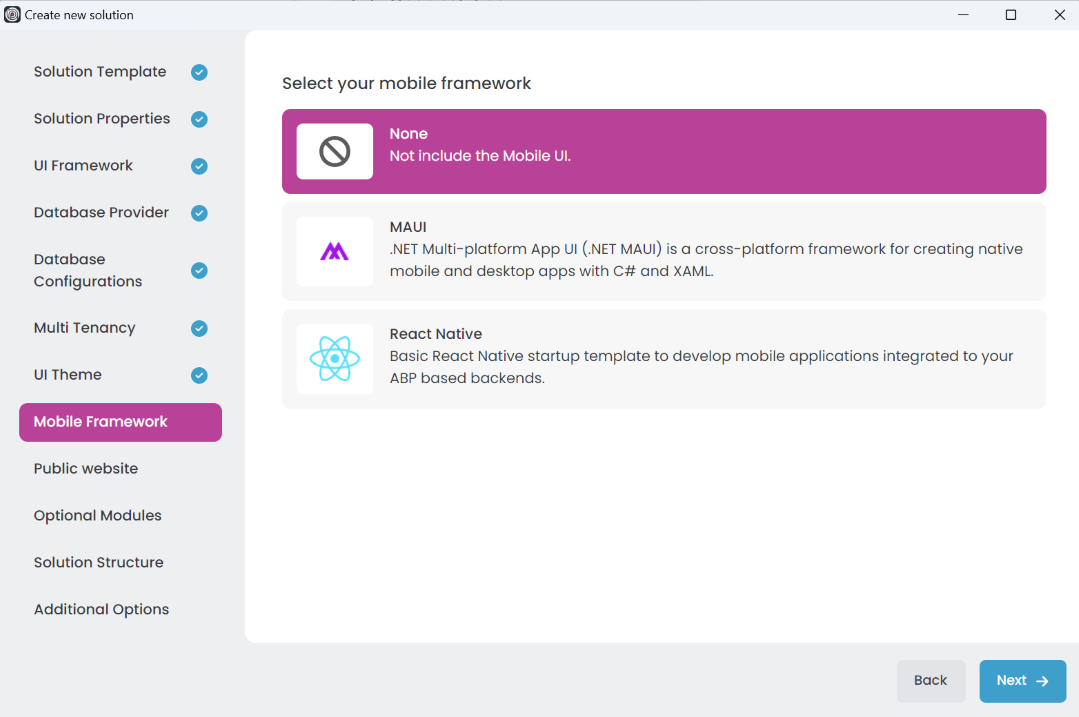 Create new solution
Solution Template
Solution Properties
UI Framework
Database Provider
Database
Configurations
Multi Tenancy
UI Theme
Mobile Framework
Public website
Optional Modules
Solution Structure
Additional Options
Select your mobile framework
None
Not include the Mobile UI.
MAUI
.NET Multi-platform App UI (.NET MAUI) is a cross-platform framework for creating native
mobile and desktop apps with C# and XAML.
React Native
Basic React Native startup template to develop mobile applications integrated to your
ABP based backends.
Back
Next